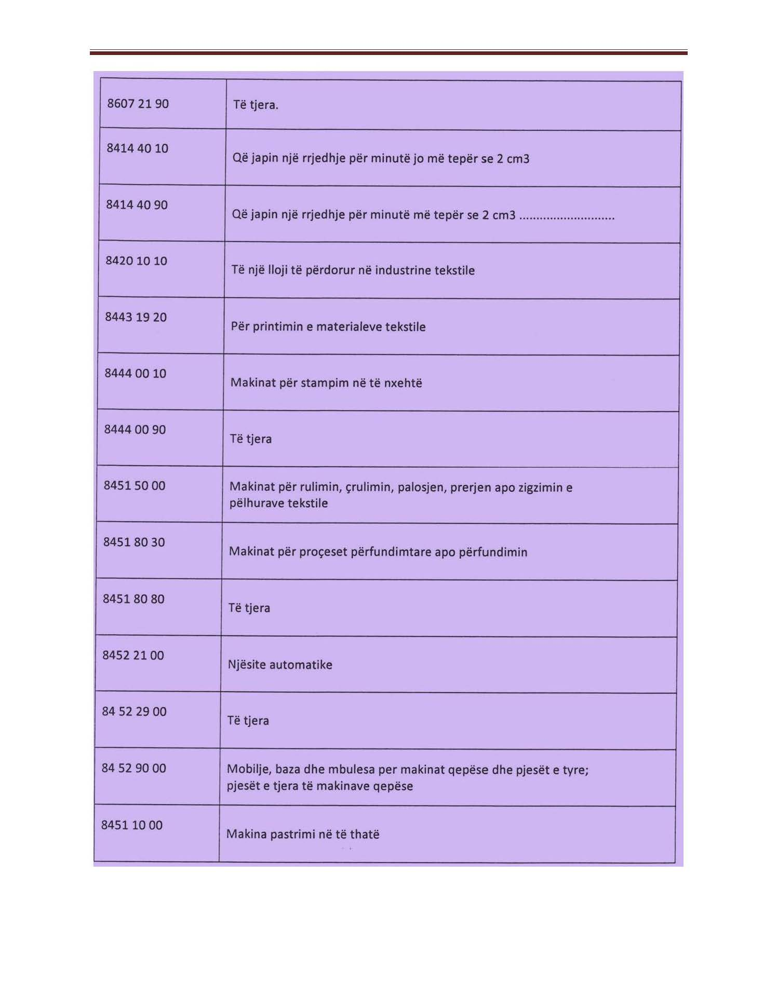 8607 21 90
Të tjera.
8414 40 10
Që japin një rrjedhje për minutë jo më tepër se 2 cm3
8414 40 90
Që japin një rrjedhje për minutë më tepër se 2 cm3 ............................
8420 10 10
Të një lloji të përdorur në industrine tekstile
8443 19 20
Për printimin e materialeve tekstile
8444 00 10
Makinat për stampim në të nxehtë
8444 00 90
Të tjera
8451 50 00
Makinat për rulimin, çrulimin, palosjen, prerjen apo zigzimin e
pëlhurave tekstile
8451 80 30
Makinat për proçeset përfundimtare apo përfundimin
8451 80 80
Të tjera
8452 21 00
Njësite automatike
84 52 29 00
Të tjera
84 52 90 00
Mobilje, baza dhe mbulesa per makinat qepëse dhe pjesët e tyre;
pjesët e tjera të makinave qepëse
8451 10 00
Makina pastrimi në të thatë